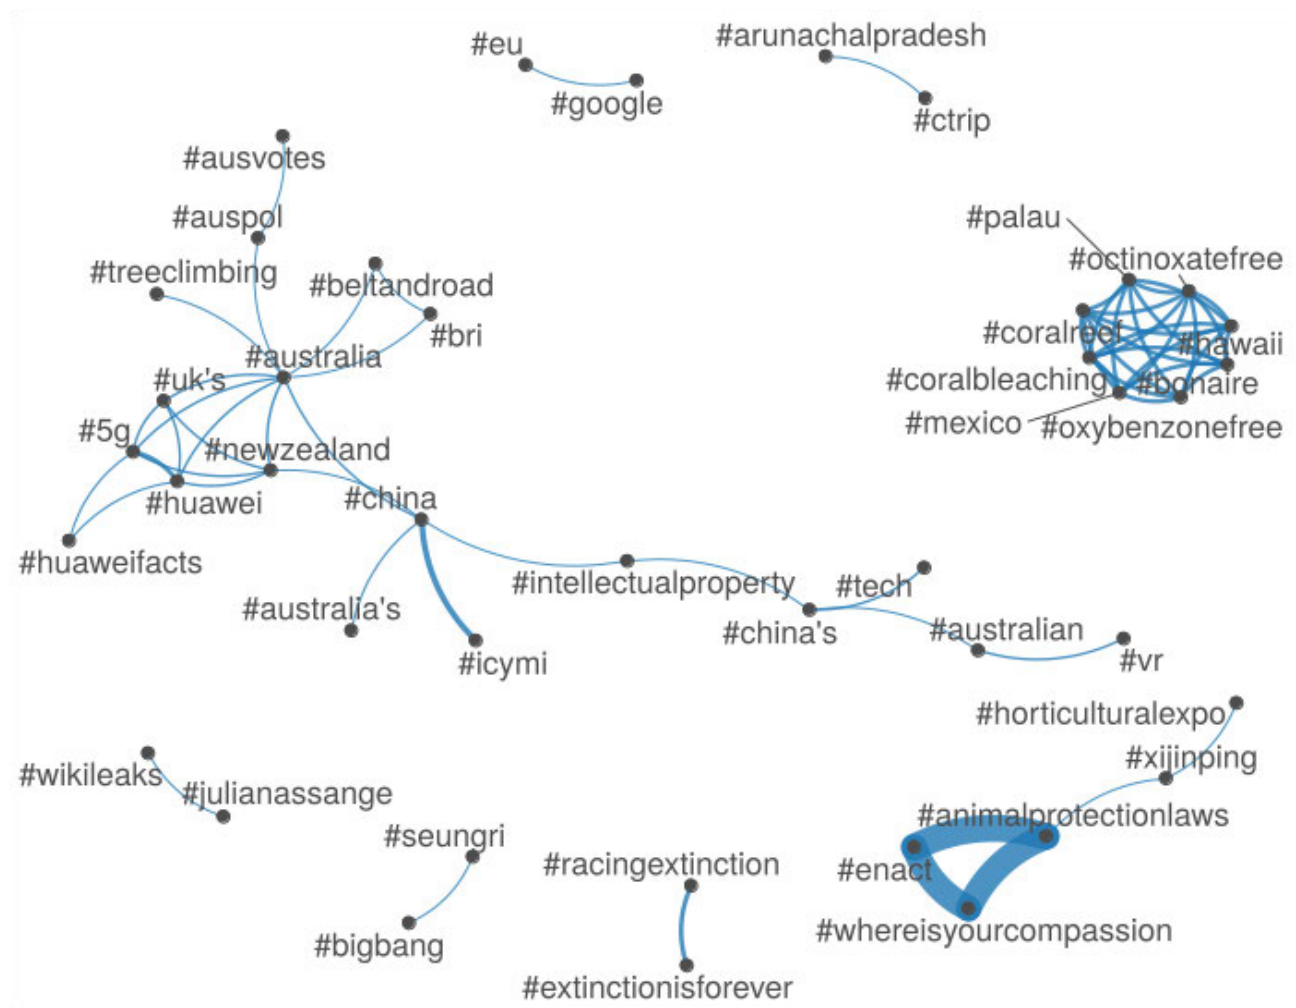 #eu
#arunachalpradesh
#google
#ctrip
#ausvotes
#auspol
#palau
#treeclimbing
#beltandroad
#octinoxatefree
#bri
#coralreef
#hawaii
#australia
#uk's
#coralbleaching
#bonaire
#5g
#newzealand
#mexico
#oxybenzonefree
#huawei
#china
#huaweifacts
#intellectualproperty
#tech
#australia's
#china's
#australian
#icymi
#vr
#horticulturalexpo
#xijinping
#wikileaks
#julianassange
#animalprotectionlaws
#seungri
#racingextinction
#enact
#bigbang
#whereisyourcompassion
#extinctionisforever